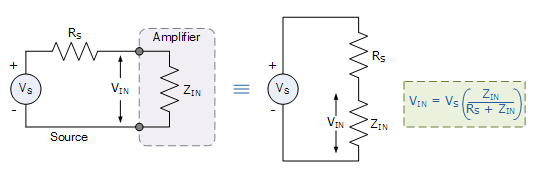 Rs
Amplifier
+
Vs
VIN
ZIN
-
Source
≡
+
Vs
-
Rs
VIN
ZIN
VIN = Vs(ZIN / Rs + ZIN)